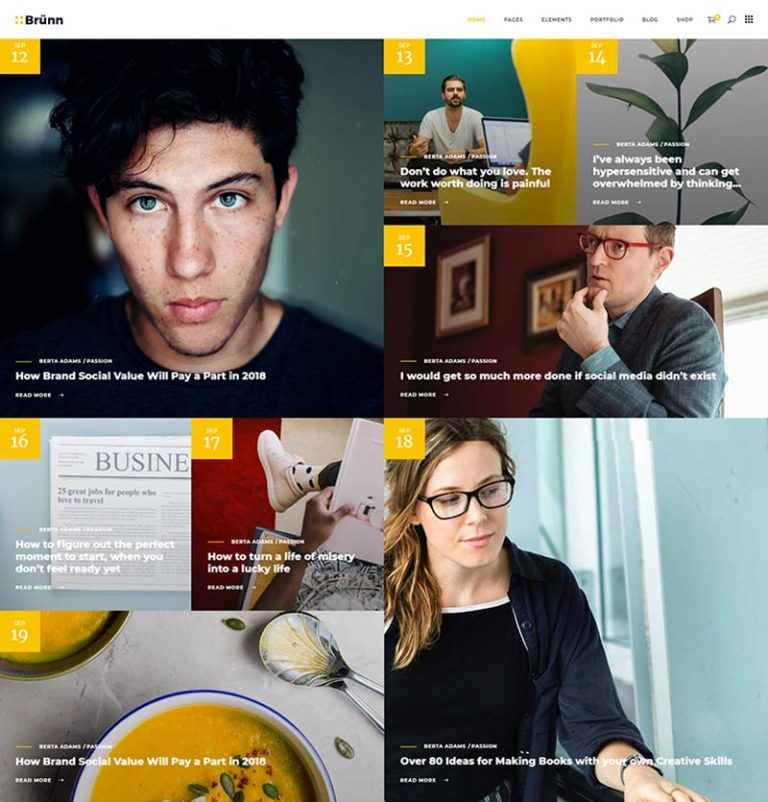 Brünn
HOME PAGES ELEMENTS PORTFOLIO BLOG SHOP
SEP
12
BERTA ADAMS / PASSION
How Brand Social Value Will Pay a Part in 2018
READ MORE →
SEP
13
BERTA ADAMS / PASSION
Don't do what you love. The
work worth doing is painful
READ MORE →
SEP
14
BERTA ADAMS / PASSION
I've always been
hypersensitive and can get
overwhelmed by thinking...
READ MORE →
SEP
15
BERTA ADAMS / PASSION
I would get so much more done if social media didn't exist
READ MORE →
SEP
16
BUSINE
25 great jobs for people who
love to travel
BERTA ADAMS / PASSION
How to figure out the perfect
moment to start, when you
don't feel ready yet
READ MORE →
SEP
17
BERTA ADAMS / PASSION
How to turn a life of misery
into a lucky life
READ MORE →
SEP
18
BERTA ADAMS / PASSION
Over 80 Ideas for Making Books with your own Creative Skills
READ MORE →
SEP
19
BERTA ADAMS / PASSION
How Brand Social Value Will Pay a Part in 2018
READ MORE →